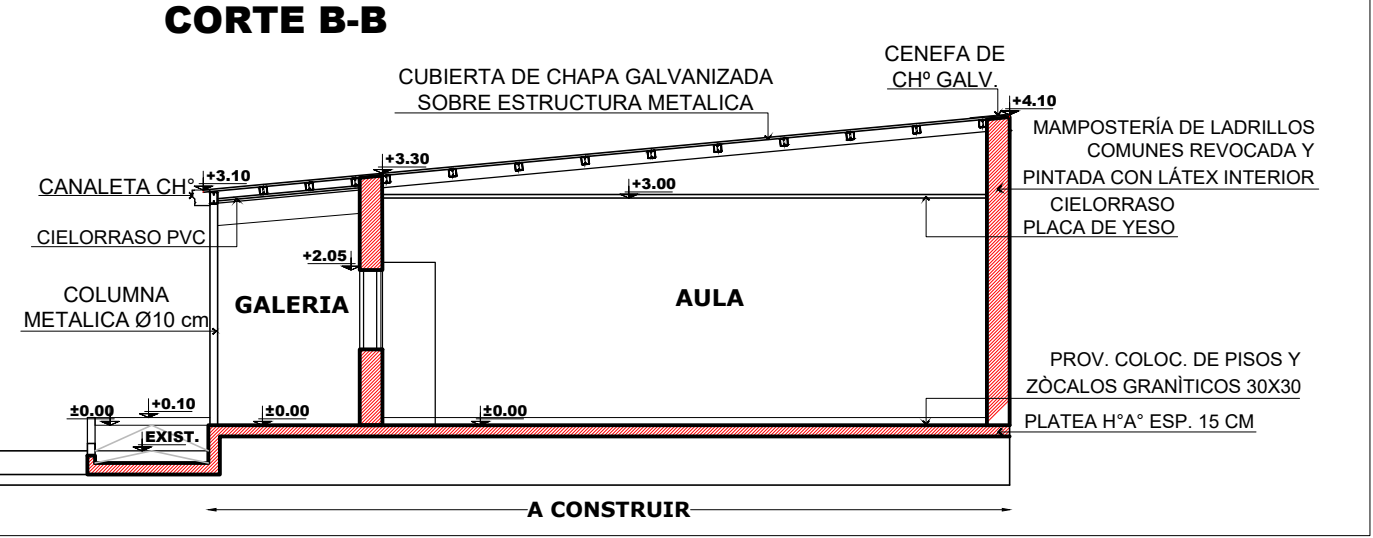 CORTE B-B
CENEFA DE
CHº GALV.
CUBIERTA DE CHAPA GALVANIZADA
SOBRE ESTRUCTURA METALICA
+4.10
MAMPOSTERÍA DE LADRILLOS
COMUNES REVOCADA Y
PINTADA CON LÁTEX INTERIOR
+3.30
+3.10
CANALETA CH°
+3.00
CIELORRASO
PLACA DE YESO
CIELORRASO PVC
+2.05
COLUMNA
METALICA Ø10 cm
GALERIA
AULA
PROV. COLOC. DE PISOS Y
ZÒCALOS GRANÌTICOS 30X30
±0.00
+0.10
±0.00
±0.00
PLATEA H°A° ESP. 15 CM
EXIST.
A CONSTRUIR